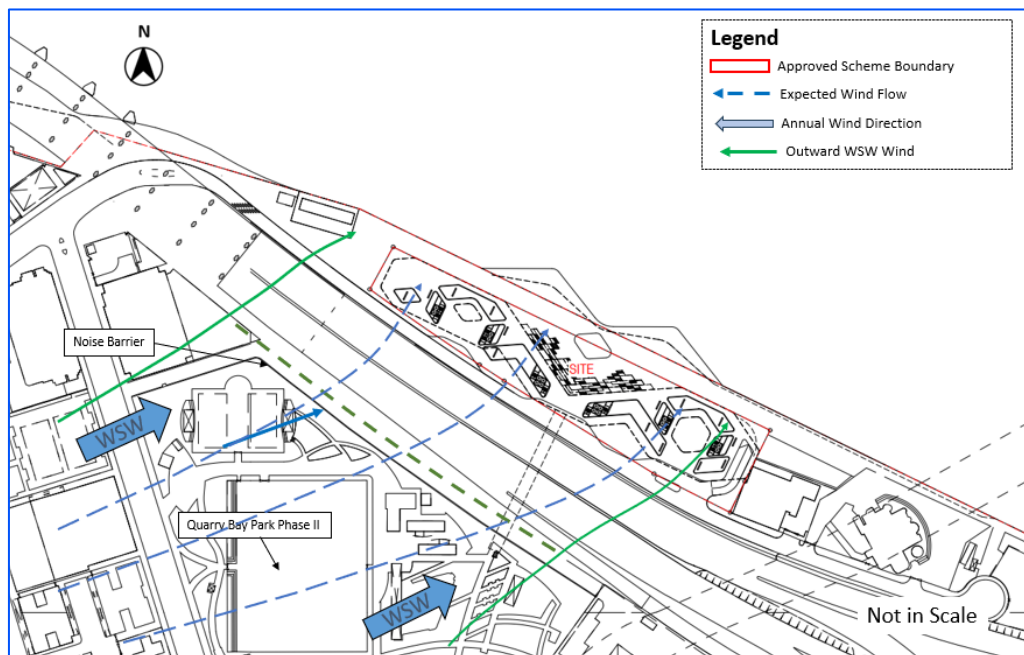 N
Legend
Approved Scheme Boundary
Expected Wind Flow
Annual Wind Direction
Outward WSW Wind
Noise Barrier
SITE
WSW
Quarry Bay Park Phase II
WSW
Not in Scale